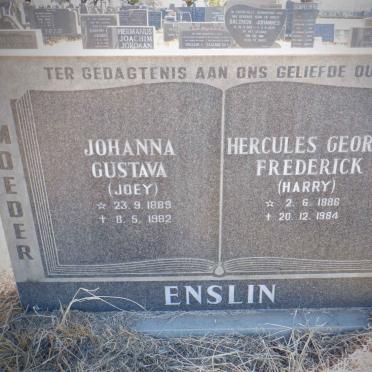 HERMANUS
JOACHIM
JORDAAN
TER GEDAGTENIS AAN ONS GELIEFDE OU
MOEDER
JOHANNA
GUSTAVA
(JOEY)
☆ 23.9.1889
† 8.5.1982
HERCULES GEOR
FREDERICK
(HARRY)
☆ 2.6.1886
† 20.12.1984
ENSLIN